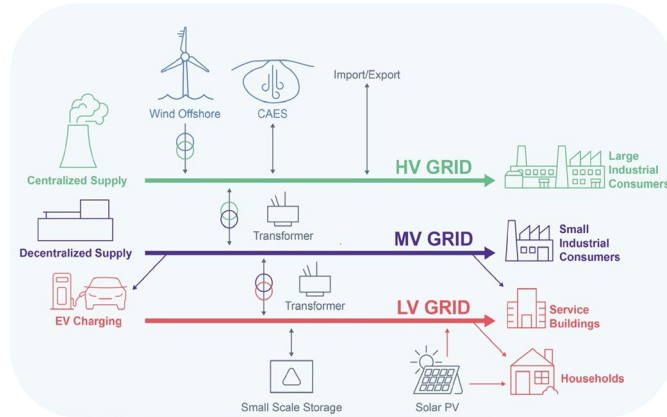 Import/Export
Wind Offshore
CAES
HV GRID
Centralized Supply
Large
Industrial
Consumers
Transformer
MV GRID
Decentralized Supply
Small
Industrial
Consumers
Transformer
LV GRID
EV Charging
Service
Buildings
Households
Small Scale Storage
Solar PV